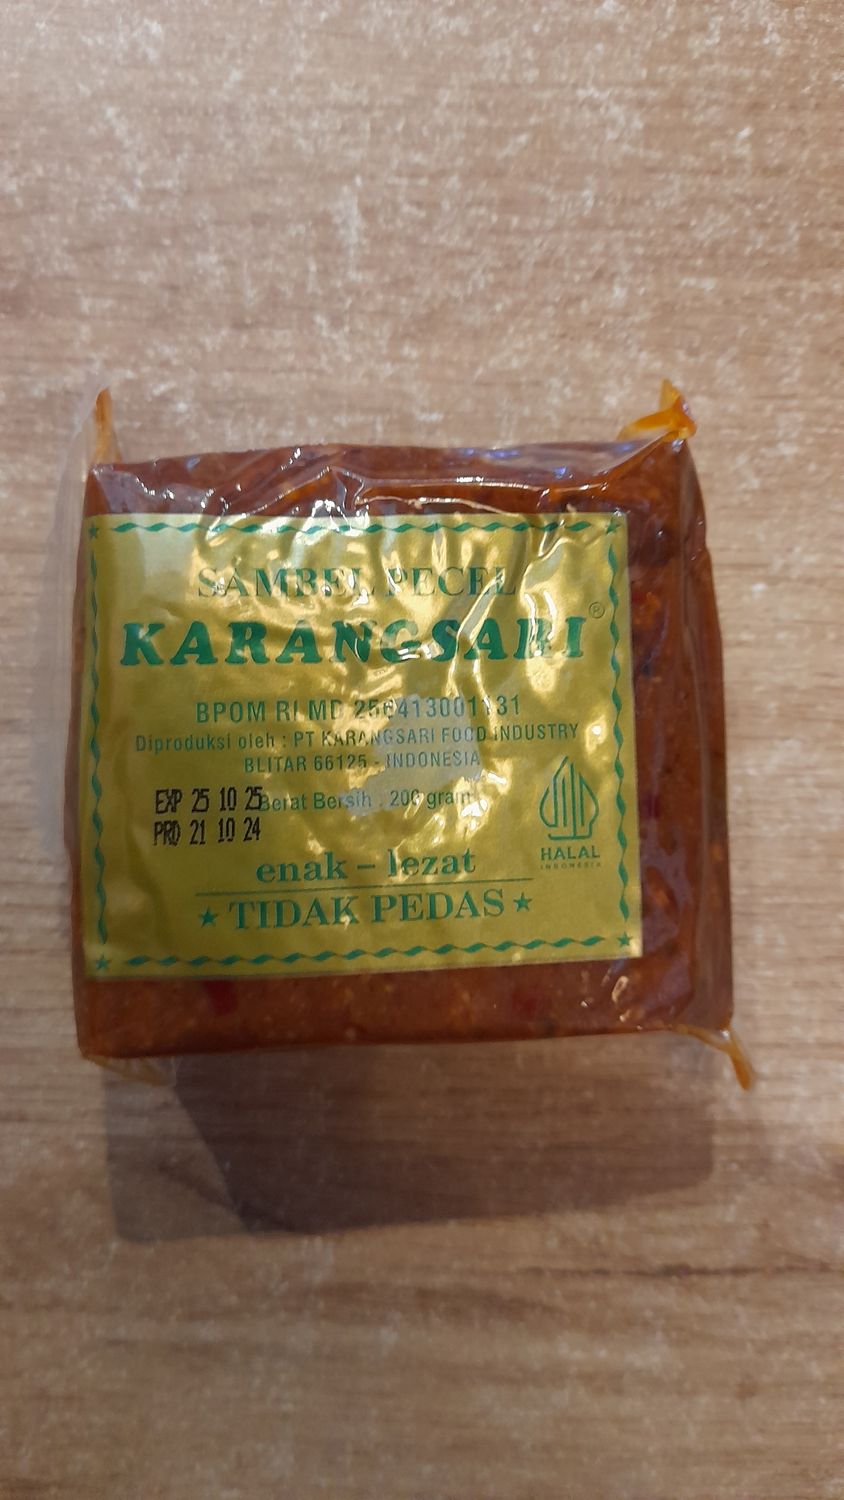 SAMBEL PECEL
KARANGSARI®
BPOM RI MD 256413001131
Diproduksi oleh : PT KARANGSARI FOOD INDUSTRY
BLITAR 66125 - INDONESIA
EXP 25 10 25
Berat Bersih : 200 gram
PRD 21 10 24
HALAL
INDONESIA
enak – lezat
★ TIDAK PEDAS ★